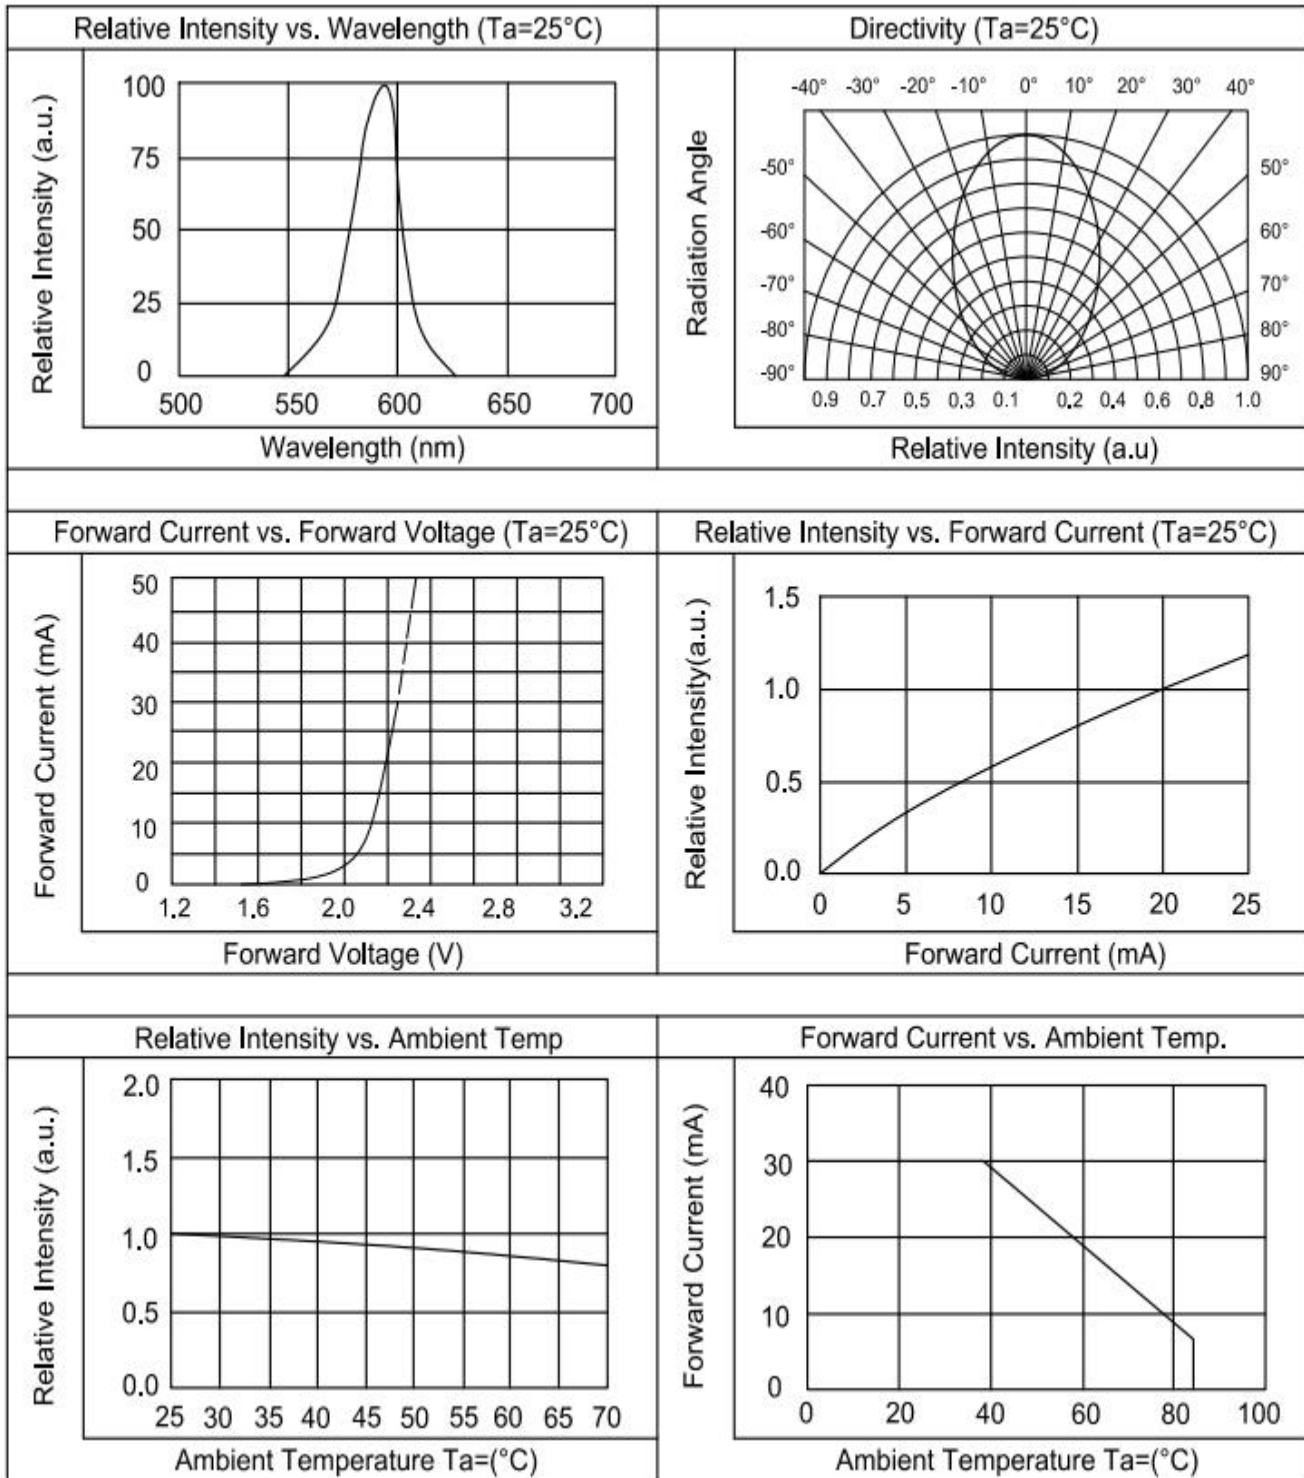 Relative Intensity vs. Wavelength (Ta=25°C)
Directivity (Ta=25°C)
Relative Intensity (a.u.)
100
75
50
25
0
500 550 600 650 700
Wavelength (nm)
Radiation Angle
-40° -30° -20° -10° 0° 10° 20° 30° 40°
-50° 50°
-60° 60°
-70° 70°
-80° 80°
-90° 90°
0.9 0.7 0.5 0.3 0.1 0.2 0.4 0.6 0.8 1.0
Relative Intensity (a.u)
Forward Current vs. Forward Voltage (Ta=25°C)
Relative Intensity vs. Forward Current (Ta=25°C)
Forward Current (mA)
50
40
30
20
10
0
1.2 1.6 2.0 2.4 2.8 3.2
Forward Voltage (V)
Relative Intensity(a.u.)
1.5
1.0
0.5
0.0
0 5 10 15 20 25
Forward Current (mA)
Relative Intensity vs. Ambient Temp
Forward Current vs. Ambient Temp.
Relative Intensity (a.u.)
2.0
1.5
1.0
0.5
0.0
25 30 35 40 45 50 55 60 65 70
Ambient Temperature Ta=(°C)
Forward Current (mA)
40
30
20
10
0
0 20 40 60 80 100
Ambient Temperature Ta=(°C)